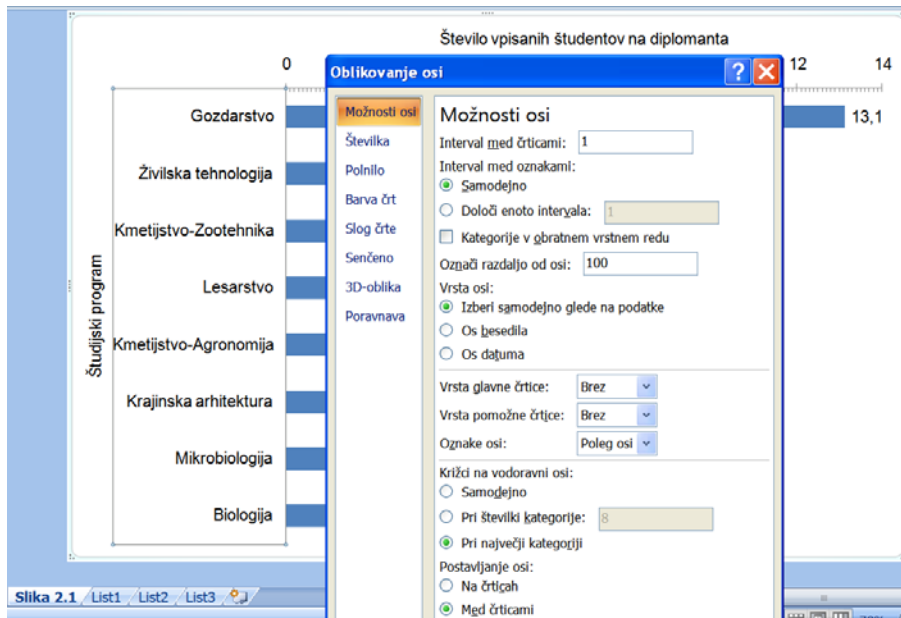 Število vpisanih študentov na diplomanta
0
12
14
Študijski program
Gozdarstvo
13,1
Živilska tehnologija
Kmetijstvo-Zootehnika
Lesarstvo
Kmetijstvo-Agronomija
Krajinska arhitektura
Mikrobiologija
Biologija
Oblikovanje osi
Možnosti osi
Številka
Polnilo
Barva črt
Slog črte
Senčeno
3D-oblika
Poravnava
Možnosti osi
Interval med črticami: 1
Interval med oznakami:
Samodejno
Določi enoto intervala: 1
Kategorije v obratnem vrstnem redu
Označi razdaljo od osi: 100
Vrsta osi:
Izberi samodejno glede na podatke
Os besedila
Os datuma
Vrsta glavne črtice: Brez
Vrsta pomožne črtice: Brez
Oznake osi: Poleg osi
Križci na vodoravni osi:
Samodejno
Pri številki kategorije: 8
Pri največji kategoriji
Postavljanje osi:
Na črticah
Med črticami
Slika 2.1 List1 List2 List3